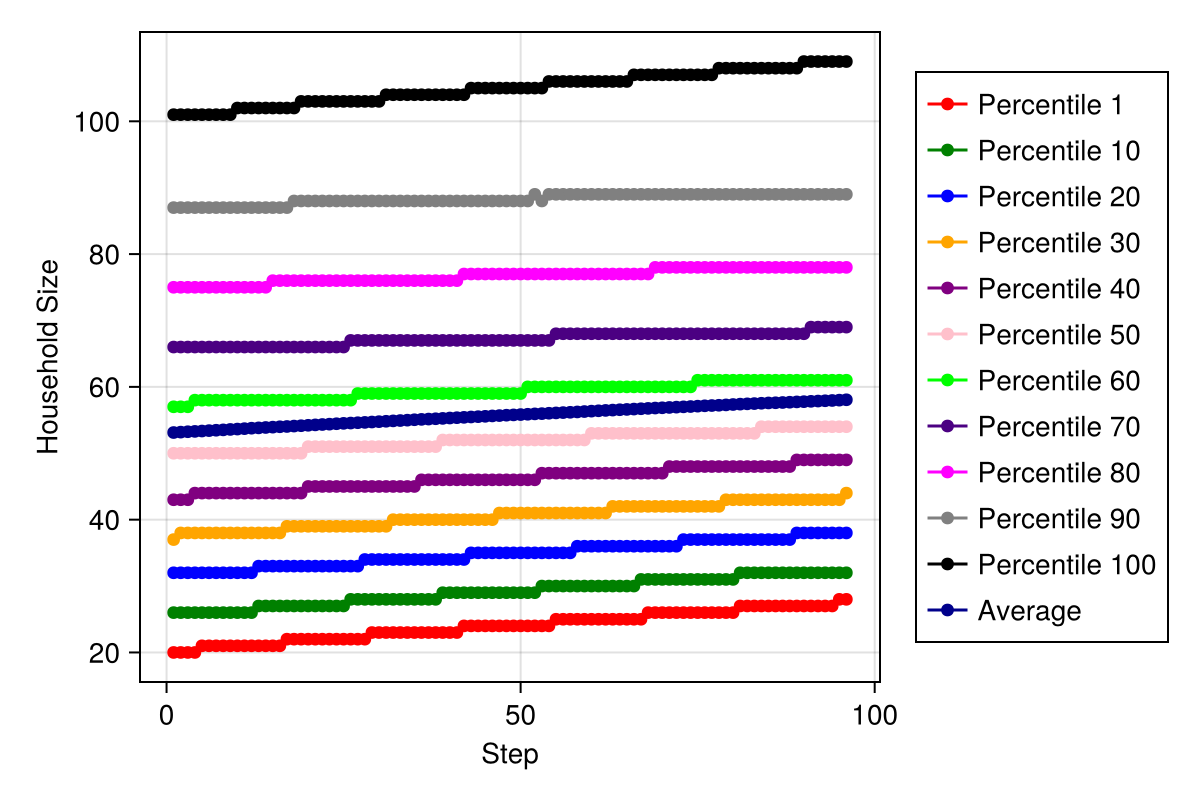 100
80
60
40
20
Household Size
0
50
100
Step
Percentile 1
Percentile 10
Percentile 20
Percentile 30
Percentile 40
Percentile 50
Percentile 60
Percentile 70
Percentile 80
Percentile 90
Percentile 100
Average